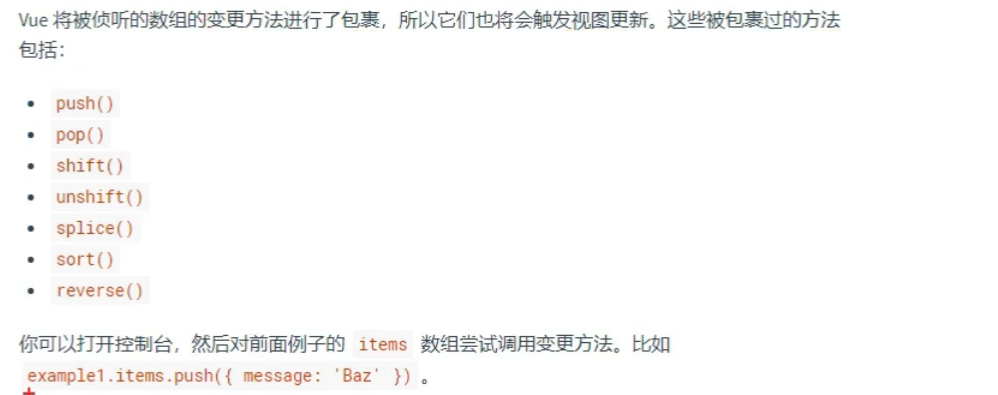 Vue 将被侦听的数组的变更方法进行了包裹，所以它们也将会触发视图更新。这些被包裹过的方法
包括：
push()
pop()
shift()
unshift()
splice()
sort()
reverse()
你可以打开控制台，然后对前面例子的 items 数组尝试调用变更方法。比如
example1.items.push({ message: 'Baz' }) 。